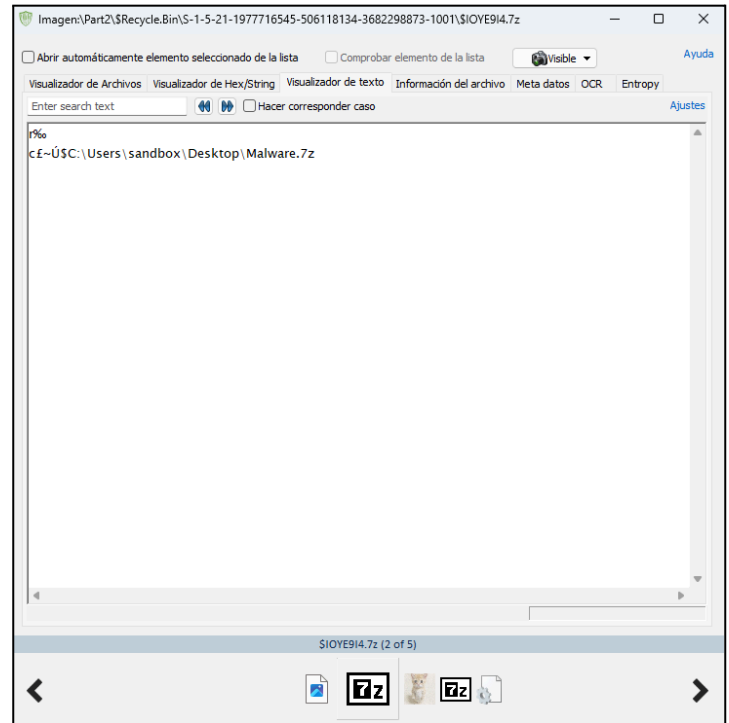 Imagen:\Part2\$Recycle.Bin\S-1-5-21-1977716545-506118134-3682298873-1001\$IOYE9I4.7z
Abrir automáticamente elemento seleccionado de la lista
Comprobar elemento de la lista
Visible
Ayuda
Visualizador de Archivos Visualizador de Hex/String Visualizador de texto Información del archivo Meta datos OCR Entropy
Enter search text
Hacer corresponder caso
Ajustes
r‰
c£~Ú$C:\Users\sandbox\Desktop\Malware.7z
$IOYE9I4.7z (2 of 5)
7z
7z